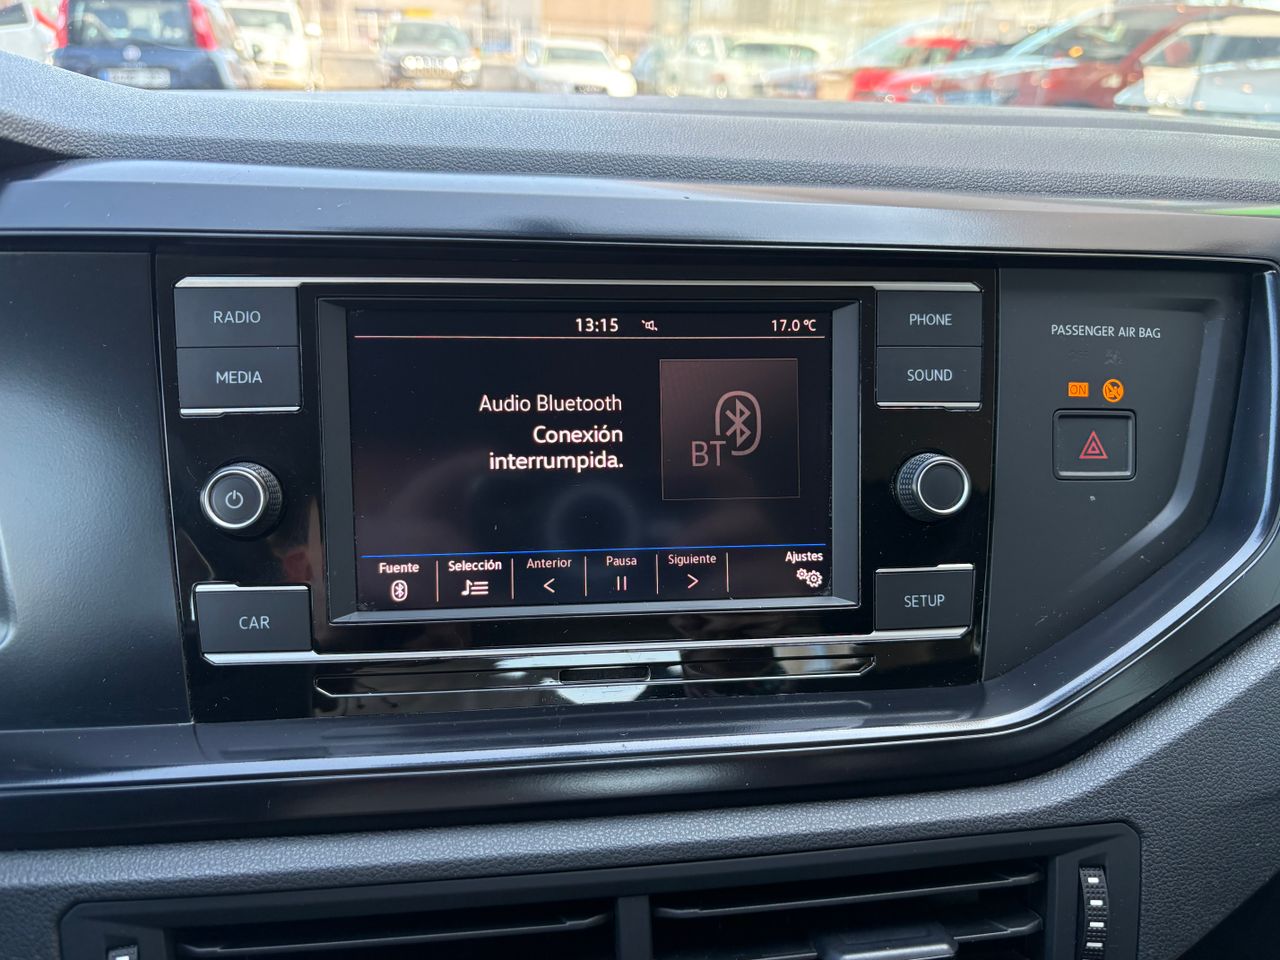 RADIO
MEDIA
CAR
13:15
17.0 ºC
Audio Bluetooth
Conexión
interrumpida.
BT
Fuente
Selección
Anterior
Pausa
Siguiente
Ajustes
PHONE
SOUND
SETUP
PASSENGER AIR BAG
ON